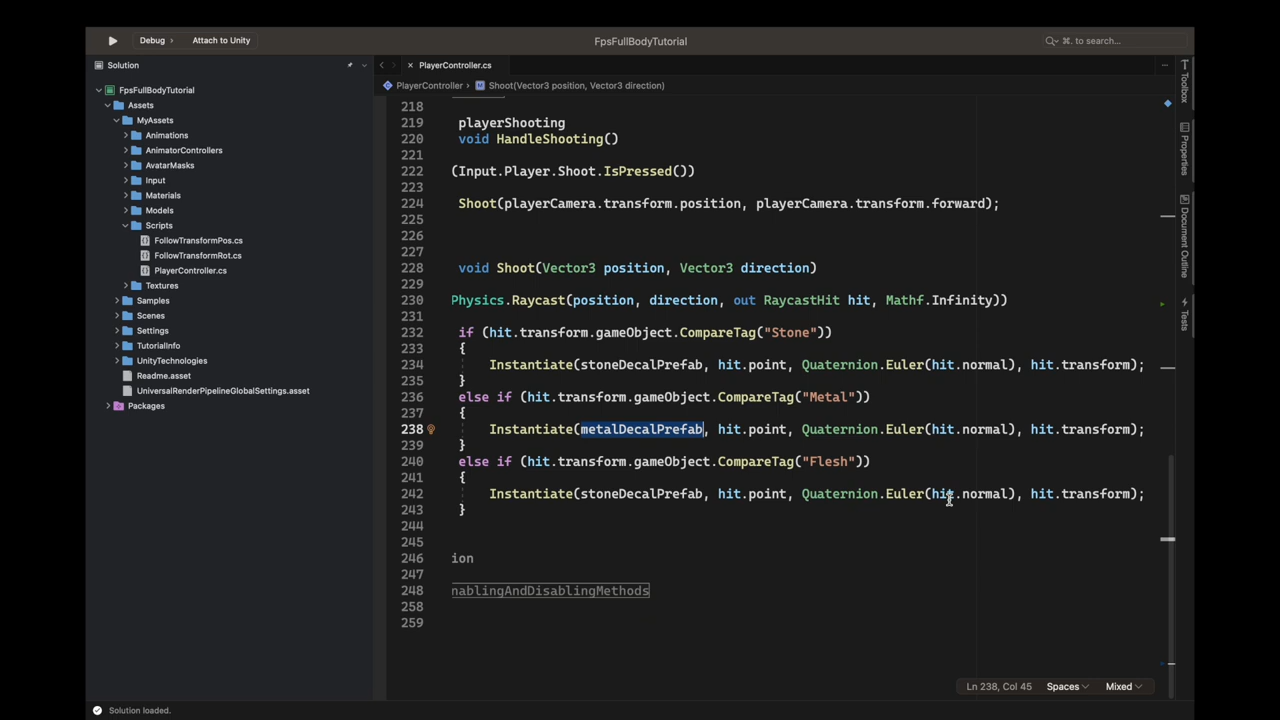 Debug › Attach to Unity
FpsFullBodyTutorial
⌘. to search...
Solution
FpsFullBodyTutorial
Assets
MyAssets
Animations
AnimatorControllers
AvatarMasks
Input
Materials
Models
Scripts
FollowTransformPos.cs
FollowTransformRot.cs
PlayerController.cs
Textures
Samples
Scenes
Settings
TutorialInfo
UnityTechnologies
Readme.asset
UniversalRenderPipelineGlobalSettings.asset
Packages
PlayerController.cs
PlayerController › Shoot(Vector3 position, Vector3 direction)
218
219 playerShooting
220 void HandleShooting()
221
222 (Input.Player.Shoot.IsPressed())
223
224 Shoot(playerCamera.transform.position, playerCamera.transform.forward);
225
226
227
228 void Shoot(Vector3 position, Vector3 direction)
229
230 Physics.Raycast(position, direction, out RaycastHit hit, Mathf.Infinity))
231
232 if (hit.transform.gameObject.CompareTag("Stone"))
233 {
234 Instantiate(stoneDecalPrefab, hit.point, Quaternion.Euler(hit.normal), hit.transform);
235 }
236 else if (hit.transform.gameObject.CompareTag("Metal"))
237 {
238 Instantiate(metalDecalPrefab, hit.point, Quaternion.Euler(hit.normal), hit.transform);
239 }
240 else if (hit.transform.gameObject.CompareTag("Flesh"))
241 {
242 Instantiate(stoneDecalPrefab, hit.point, Quaternion.Euler(hit.normal), hit.transform);
243 }
244
245
246 ion
247
248 nablingAndDisablingMethods
258
259
Toolbox
Properties
Document Outline
Tests
Ln 238, Col 45 Spaces Mixed
Solution loaded.